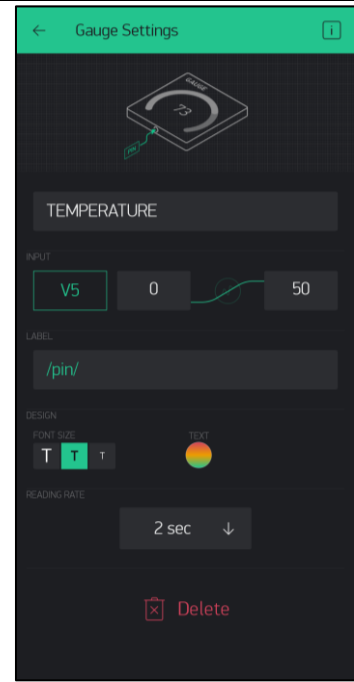 ← Gauge Settings i
GAUGE
73
PIN
TEMPERATURE
INPUT
V5 0 50
LABEL
/pin/
DESIGN
FONT SIZE TEXT
T T T
READING RATE
2 sec ↓
Delete